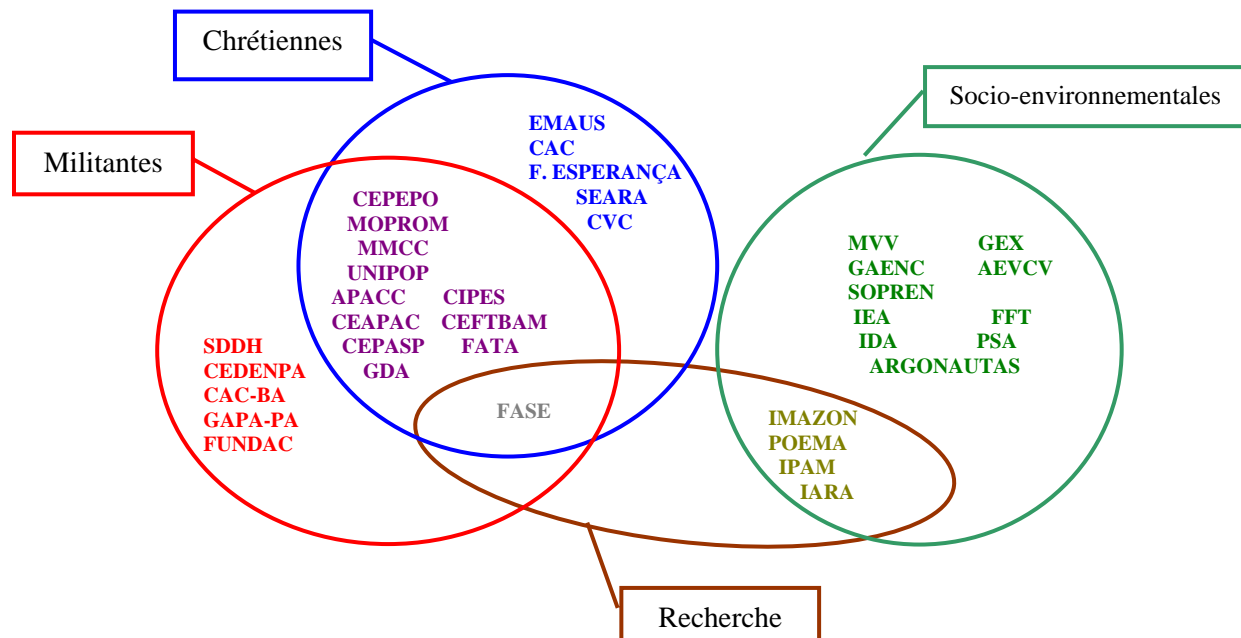 Chrétiennes
Socio-environnementales
Militantes
EMAUS
CAC
F. ESPERANÇA
SEARA
CVC
CEPEPO
MOPROM
MMCC
UNIPOP
APACC CIPES
CEAPAC CEFTBAM
CEPASP FATA
GDA
MVV GEX
GAENC AEVCV
SOPREN
IEA FFT
IDA PSA
ARGONAUTAS
SDDH
CEDENPA
CAC-BA
GAPA-PA
FUNDAC
FASE
IMAZON
POEMA
IPAM
IARA
Recherche